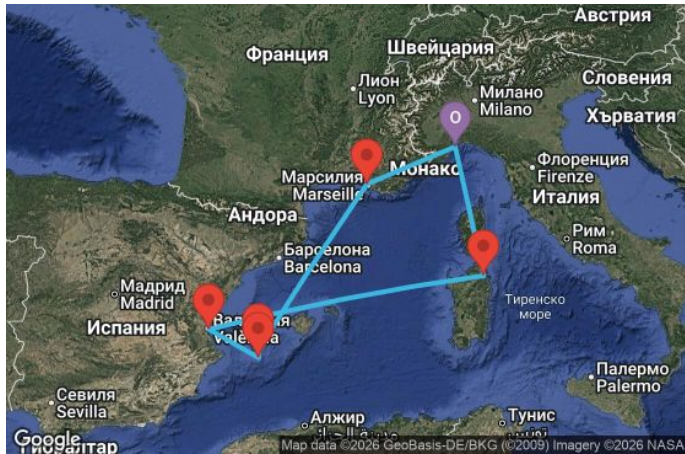 Австрия
Франция
Швейцария
Лион
Lyon
Милано
Milano
Словения
Хърватия
O
Марсилия
Marseille
Монако
Флоренция
Firenze
Италия
Андора
Барселона
Barcelona
Рим
Roma
Мадрид
Madrid
Испания
València
Тиренско
море
Севиля
Sevilla
Палермо
Palermo
Алжир
Тунис
Google
Map data ©2026 GeoBasis-DE/BKG (©2009) Imagery ©2026 NASA